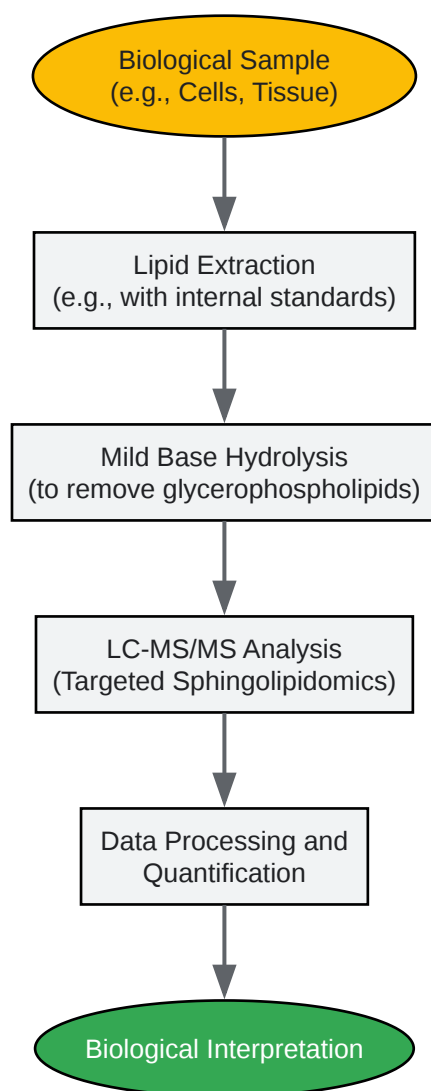 Biological Sample
(e.g., Cells, Tissue)
Lipid Extraction
(e.g., with internal standards)
Mild Base Hydrolysis
(to remove glycerophospholipids)
LC-MS/MS Analysis
(Targeted Sphingolipidomics)
Data Processing and
Quantification
Biological Interpretation